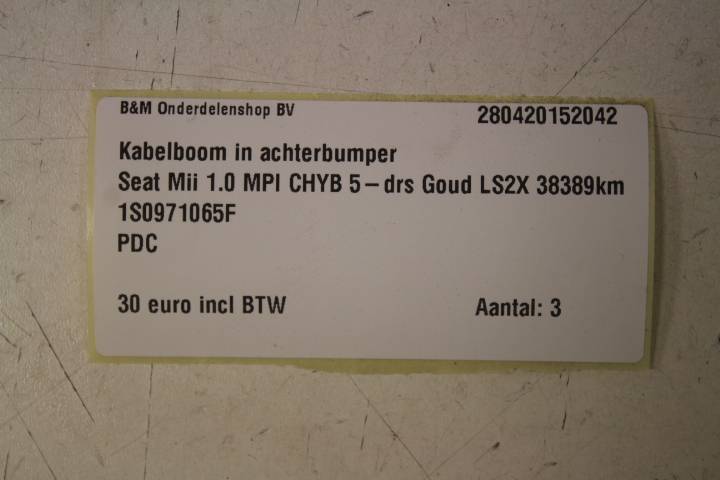 B&M Onderdelenshop BV 280420152042
Kabelboom in achterbumper
Seat Mii 1.0 MPI CHYB 5-drs Goud LS2X 38389km
1S0971065F
PDC
30 euro incl BTW Aantal: 3